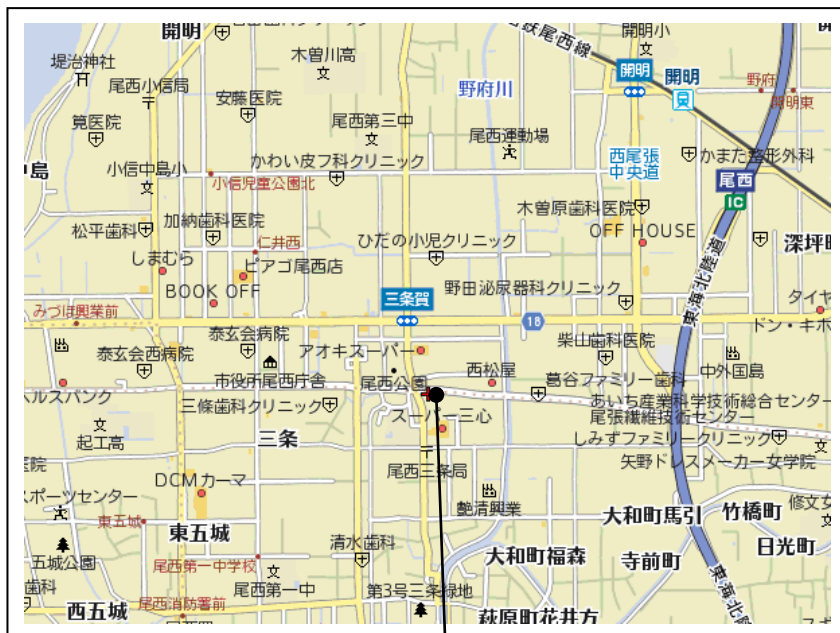 開明
名鉄尾西線
開明小
堤治神社
木曽川高
尾西小信局
開明
開明
野府
安藤医院
野府川
開明東
筧医院
尾西第三中
尾西運動場
かわい皮フ科クリニック
西尾張
中央道
かまた整形外科
中島
小信中島小
小信児童公園北
尾西
IC
木曽原歯科医院
加納歯科医院
松平歯科
OFF HOUSE
仁井西
ひだの小児クリニック
深坪町
しまむら
ピアゴ尾西店
東海北陸道
BOOK OFF
三条賀
野田泌尿器科クリニック
タイヤ
みづほ興業前
18
ドン・キホ
泰玄会病院
柴山歯科医院
アオキスーパー
泰玄会西病院
西松屋
中外国島
市役所尾西庁舎
尾西公園
葛谷ファミリー歯科
ヘルスバンク
三條歯科クリニック
あいち産業科学技術総合センター
尾張繊維技術センター
スーパー三心
起工高
三条
しみずファミリークリニック
医院
尾西三条局
矢野ドレスメーカー女学院
DCMカーマ
スポーツセンター
艶清興業
修文女
大和町馬引
竹橋町
東五城
東五城
清水歯科
日光町
五城公園
尾西第一中学校
大和町福森
寺前町
歯科
尾西第一中
第3号三条緑地
東海北陸
西五城
尾西消防署前
萩原町花井方